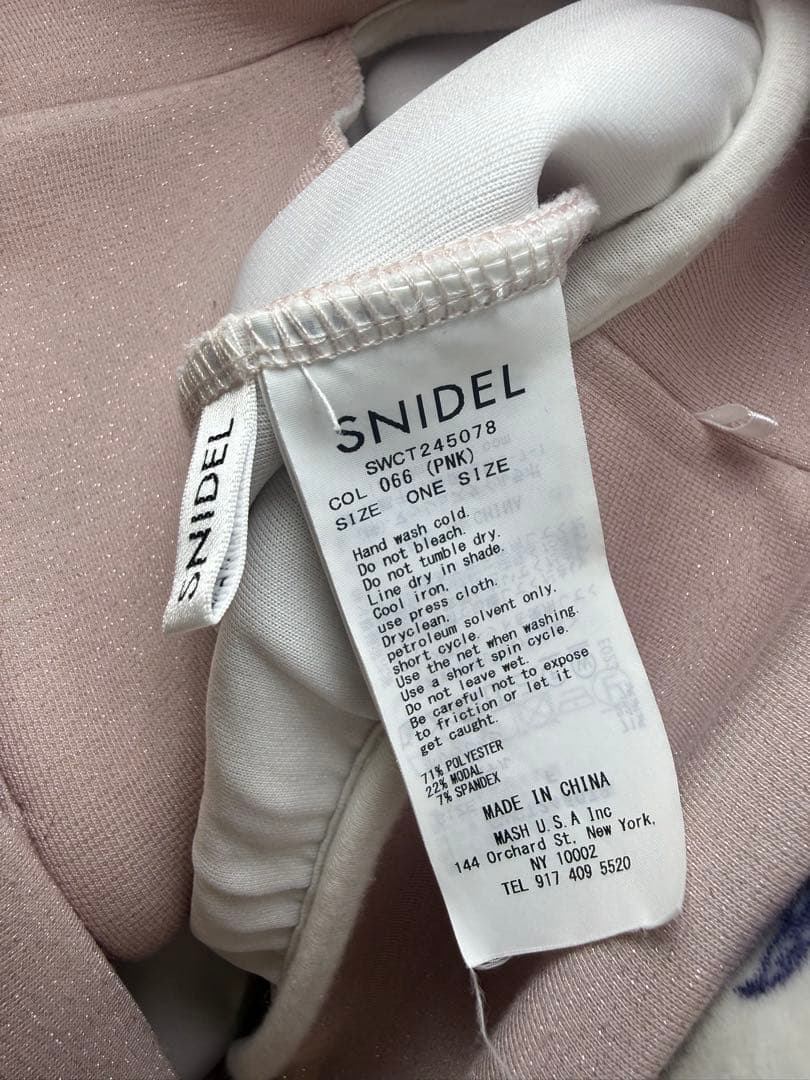 SNIDEL
SNIDEL
SWCT245078
COL 066 (PNK)
SIZE ONE SIZE
Hand wash cold.
Do not bleach.
Do not tumble dry.
Line dry in shade.
Cool iron.
use press cloth.
Dryclean.
petroleum solvent only.
short cycle.
Use the net when washing.
Use a short spin cycle.
Do not leave wet.
Be careful not to expose
to friction or let it
get caught.
71% POLYESTER
22% MODAL
7% SPANDEX
MADE IN CHINA
MASH U.S.A Inc
144 Orchard St, New York,
NY 10002
TEL 917 409 5520